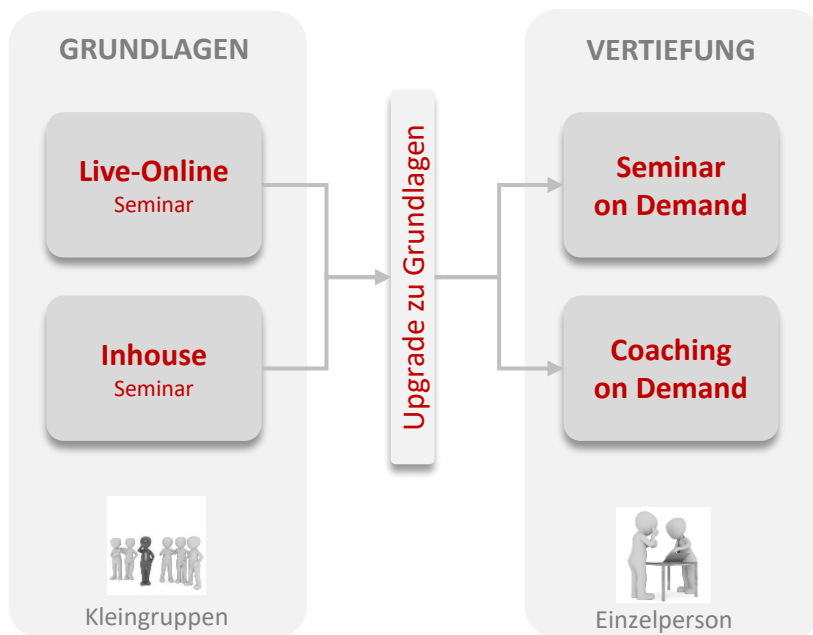 GRUNDLAGEN
Live-Online
Seminar
Inhouse
Seminar
Kleingruppen
Upgrade zu Grundlagen
VERTIEFUNG
Seminar
on Demand
Coaching
on Demand
Einzelperson